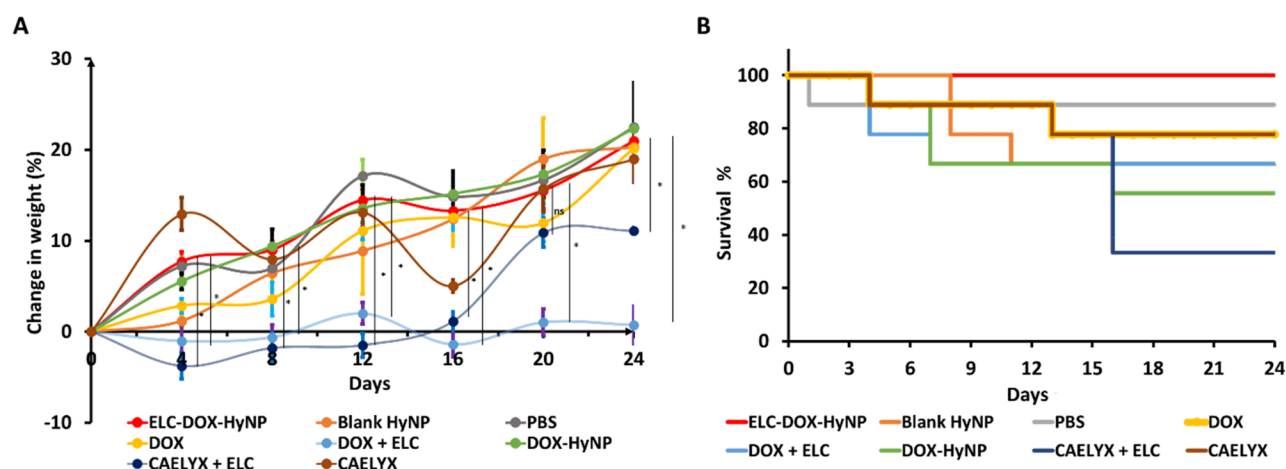 A
B
Change in weight (%)
30
20
10
0
-10
0
4
8
12
16
20
24
Days
*
*
*
*
*
*
*
*
ns
*
*
*
ELC-DOX-HyNP
Blank HyNP
PBS
DOX
DOX + ELC
DOX-HyNP
CAELYX + ELC
CAELYX
Survival %
100
80
60
40
20
0
0
3
6
9
12
15
18
21
24
Days
ELC-DOX-HyNP
Blank HyNP
PBS
DOX
DOX + ELC
DOX-HyNP
CAELYX + ELC
CAELYX